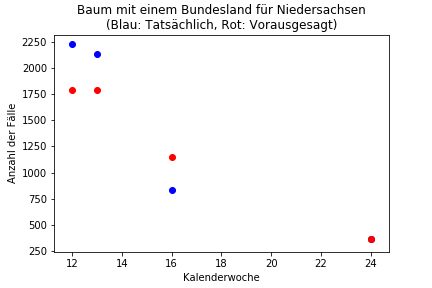 Baum mit einem Bundesland für Niedersachsen
(Blau: Tatsächlich, Rot: Vorausgesagt)
2250
2000
1750
1500
1250
1000
750
500
250
Anzahl der Fälle
12 14 16 18 20 22 24
Kalenderwoche